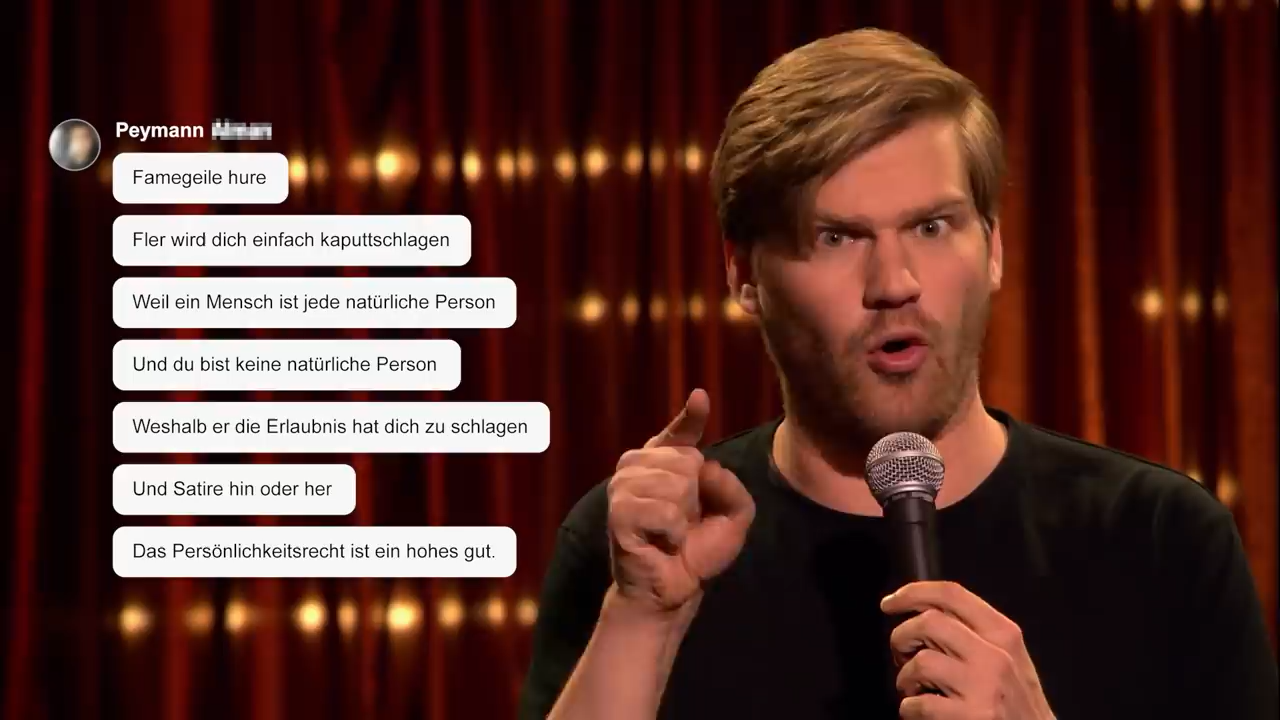 Peymann
Famegeile hure
Fler wird dich einfach kaputtschlagen
Weil ein Mensch ist jede natürliche Person
Und du bist keine natürliche Person
Weshalb er die Erlaubnis hat dich zu schlagen
Und Satire hin oder her
Das Persönlichkeitsrecht ist ein hohes gut.